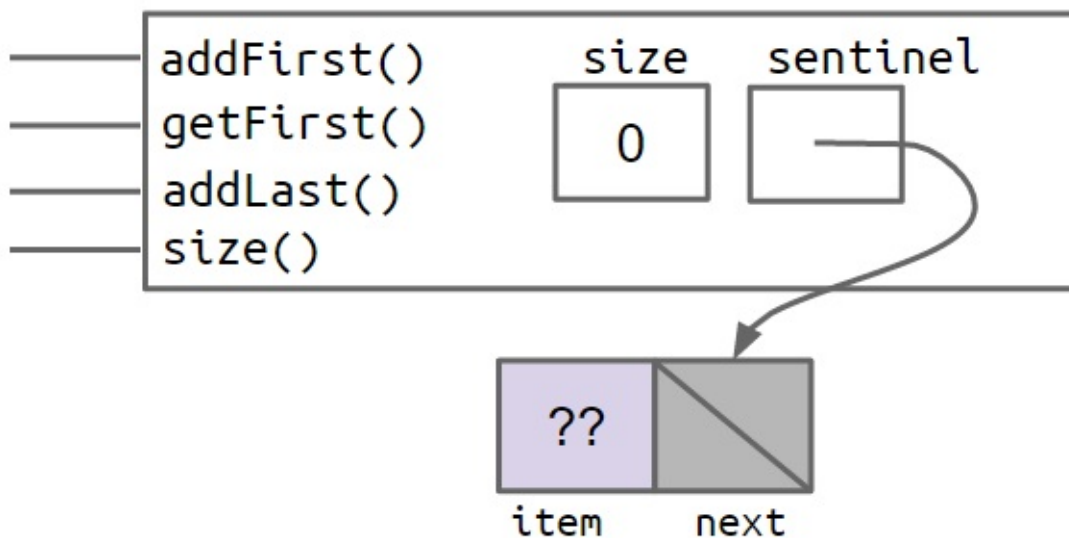 addFirst()
getFirst()
addLast()
size()
size
sentinel
0
??
item
next